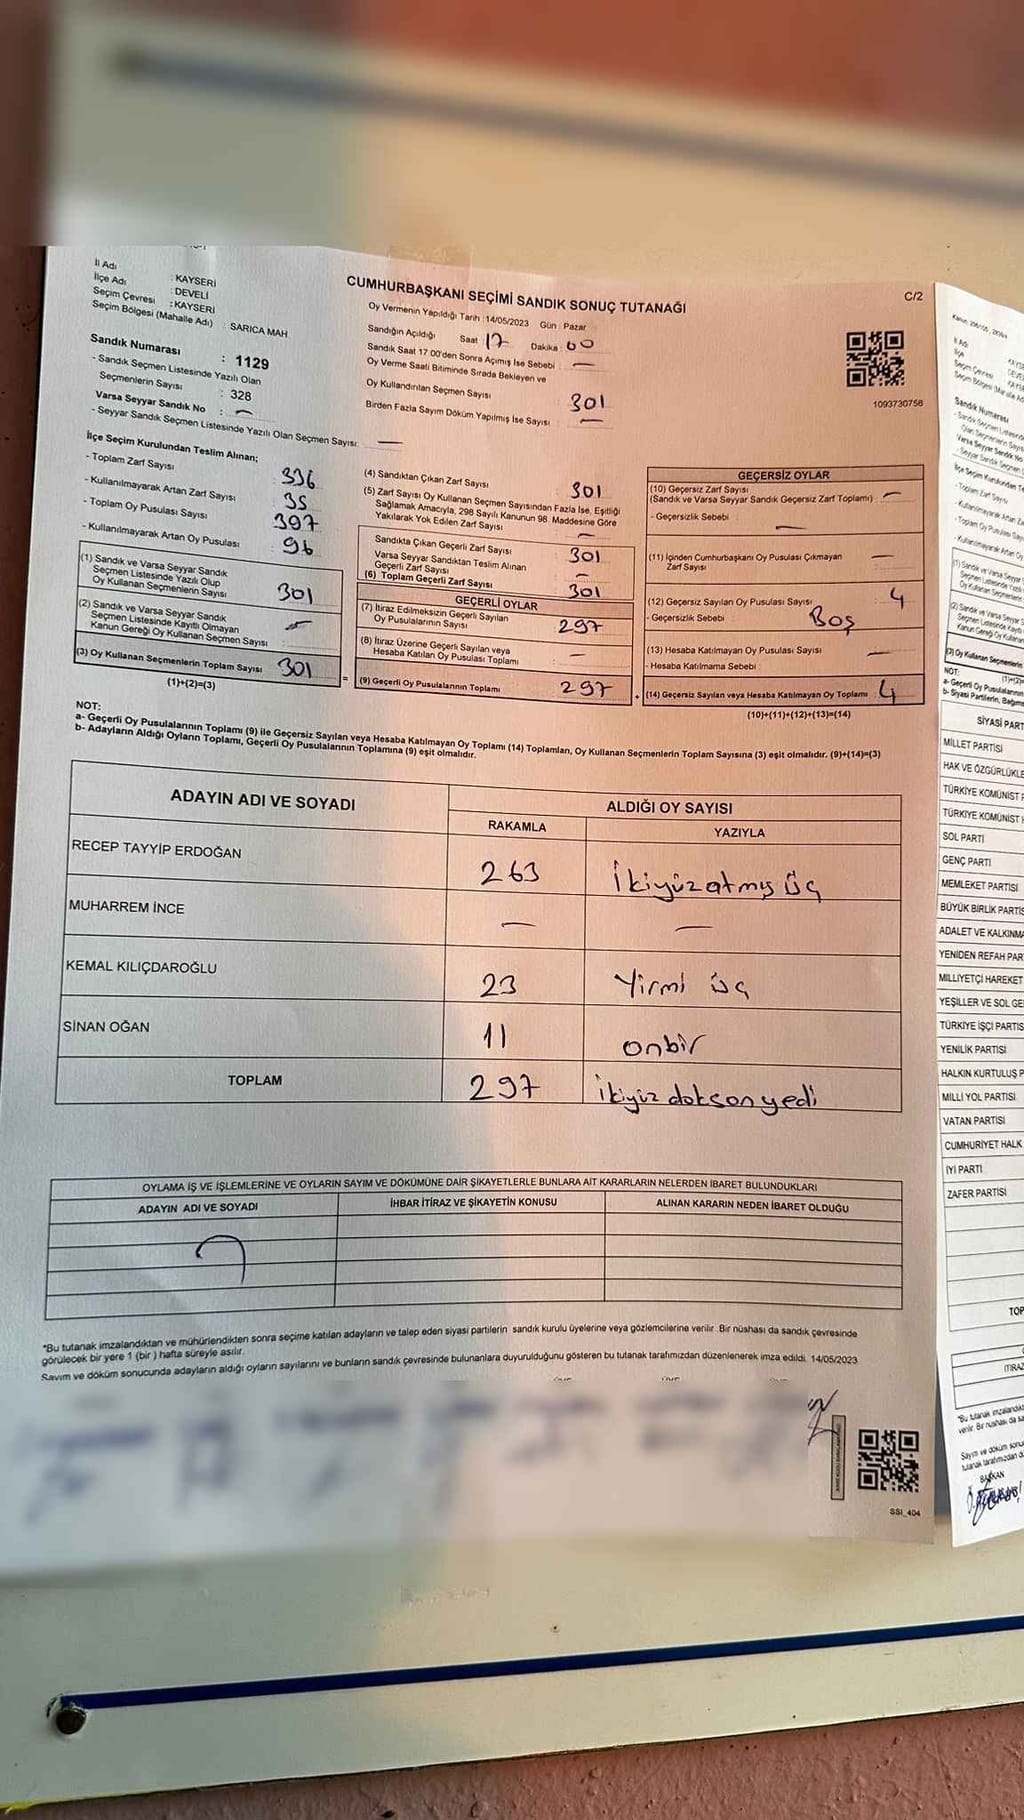 İl Adı : KAYSERİ
İlçe Adı : DEVELİ
Seçim Çevresi : KAYSERİ
Seçim Bölgesi (Mahalle Adı) : SARICA MAH
Sandık Numarası : 1129
- Sandık Seçmen Listesinde Yazılı Olan
Seçmenlerin Sayısı : 328
Varsa Seyyar Sandık No : —
- Seyyar Sandık Seçmen Listesinde Yazılı Olan Seçmen Sayısı: —
CUMHURBAŞKANI SEÇİMİ SANDIK SONUÇ TUTANAĞI
C/2
Oy Vermenin Yapıldığı Tarih :14/05/2023 Gün : Pazar
Sandığın Açıldığı Saat 17 Dakika 00
Sandık Saat 17.00'den Sonra Açımış İse Sebebi : —
Oy Verme Saati Bitiminde Sırada Bekleyen ve
Oy Kullandırılan Seçmen Sayısı 301
Birden Fazla Sayım Döküm Yapılmış İse Sayısı —
1093730756
İlçe Seçim Kurulundan Teslim Alınan;
- Toplam Zarf Sayısı : 336
- Kullanılmayarak Artan Zarf Sayısı : 35
- Toplam Oy Pusulası Sayısı : 397
- Kullanılmayarak Artan Oy Pusulası : 96
(1) Sandık ve Varsa Seyyar Sandık
Seçmen Listesinde Yazılı Olup
Oy Kullanan Seçmenlerin Sayısı : 301
(2) Sandık ve Varsa Seyyar Sandık
Seçmen Listesinde Kayıtlı Olmayan
Kanun Gereği Oy Kullanan Seçmen Sayısı : —
(3) Oy Kullanan Seçmenlerin Toplam Sayısı 301
(1)+(2)=(3)
(4) Sandıktan Çıkan Zarf Sayısı 301
(5) Zarf Sayısı Oy Kullanan Seçmen Sayısından Fazla İse, Eşitliği
Sağlamak Amacıyla, 298 Sayılı Kanunun 98. Maddesine Göre
Yakılarak Yok Edilen Zarf Sayısı —
Sandıkta Çıkan Geçerli Zarf Sayısı 301
Varsa Seyyar Sandıktan Teslim Alınan
Geçerli Zarf Sayısı —
(6) Toplam Geçerli Zarf Sayısı 301
GEÇERLİ OYLAR
(7) İtiraz Edilmeksizin Geçerli Sayılan
Oy Pusulalarının Sayısı 297
(8) İtiraz Üzerine Geçerli Sayılan veya
Hesaba Katılan Oy Pusulası Toplamı —
= (9) Geçerli Oy Pusulalarının Toplamı 297 +
GEÇERSİZ OYLAR
(10) Geçersiz Zarf Sayısı
(Sandık ve Varsa Seyyar Sandık Geçersiz Zarf Toplamı) : —
- Geçersizlik Sebebi : —
(11) İçinden Cumhurbaşkanı Oy Pusulası Çıkmayan
Zarf Sayısı —
(12) Geçersiz Sayılan Oy Pusulası Sayısı : 4
- Geçersizlik Sebebi : Boş
(13) Hesaba Katılmayan Oy Pusulası Sayısı : —
- Hesaba Katılmama Sebebi :
(14) Geçersiz Sayılan veya Hesaba Katılmayan Oy Toplamı 4
(10)+(11)+(12)+(13)=(14)
NOT:
a- Geçerli Oy Pusulalarının Toplamı (9) ile Geçersiz Sayılan veya Hesaba Katılmayan Oy Toplamı (14) Toplamları, Oy Kullanan Seçmenlerin Toplam Sayısına (3) eşit olmalıdır. (9)+(14)=(3)
b- Adayların Aldığı Oyların Toplamı, Geçerli Oy Pusulalarının Toplamına (9) eşit olmalıdır.
ADAYIN ADI VE SOYADI
ALDIĞI OY SAYISI
RAKAMLA YAZIYLA
RECEP TAYYİP ERDOĞAN 263 İkiyüzatmış üç
MUHARREM İNCE — —
KEMAL KILIÇDAROĞLU 23 Yirmi üç
SİNAN OĞAN 11 onbir
TOPLAM 297 ikiyüz doksanyedi
OYLAMA İŞ VE İŞLEMLERİNE VE OYLARIN SAYIM VE DÖKÜMÜNE DAİR ŞİKAYETLERLE BUNLARA AİT KARARLARIN NELERDEN İBARET BULUNDUKLARI
ADAYIN ADI VE SOYADI İHBAR İTİRAZ VE ŞİKAYETİN KONUSU ALINAN KARARIN NEDEN İBARET OLDUĞU
*Bu tutanak imzalandıktan ve mühürlendikten sonra seçime katılan adayların ve talep eden siyasi partilerin sandık kurulu üyelerine veya gözlemcilerine verilir. Bir nüshası da sandık çevresinde
görülecek bir yere 1 (bir) hafta süreyle asılır.
Sayım ve döküm sonucunda adayların aldığı oyların sayılarını ve bunların sandık çevresinde bulunanlara duyurulduğunu gösteren bu tutanak tarafımızdan düzenlenerek imza edildi. 14/05/2023
SSI_404
SİYASİ PART
MİLLET PARTİSİ
HAK VE ÖZGÜRLÜKLE
TÜRKİYE KOMÜNİST P
TÜRKİYE KOMÜNİST H
SOL PARTİ
GENÇ PARTİ
MEMLEKET PARTİSİ
BÜYÜK BİRLİK PARTİS
ADALET VE KALKINMA
YENİDEN REFAH PAR
MİLLİYETÇİ HAREKET
YEŞİLLER VE SOL GE
TÜRKİYE İŞÇİ PARTİS
YENİLİK PARTİSİ
HALKIN KURTULUŞ P
MİLLİ YOL PARTİSİ
VATAN PARTİSİ
CUMHURİYET HALK
İYİ PARTİ
ZAFER PARTİSİ
TOP
BAŞKAN